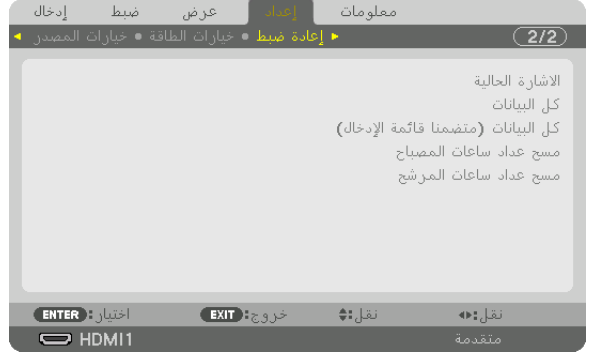 إدخال ضبط عرض إعداد معلومات
◄ إعادة ضبط • خيارات الطاقة • خيارات المصدر ► 2/2
الاشارة الحالية
كل البيانات
كل البيانات (متضمنا قائمة الإدخال)
مسح عداد ساعات المصباح
مسح عداد ساعات المرشح
ENTER :اختيار EXIT :خروج نقل: نقل:
HDMI1 متقدمة